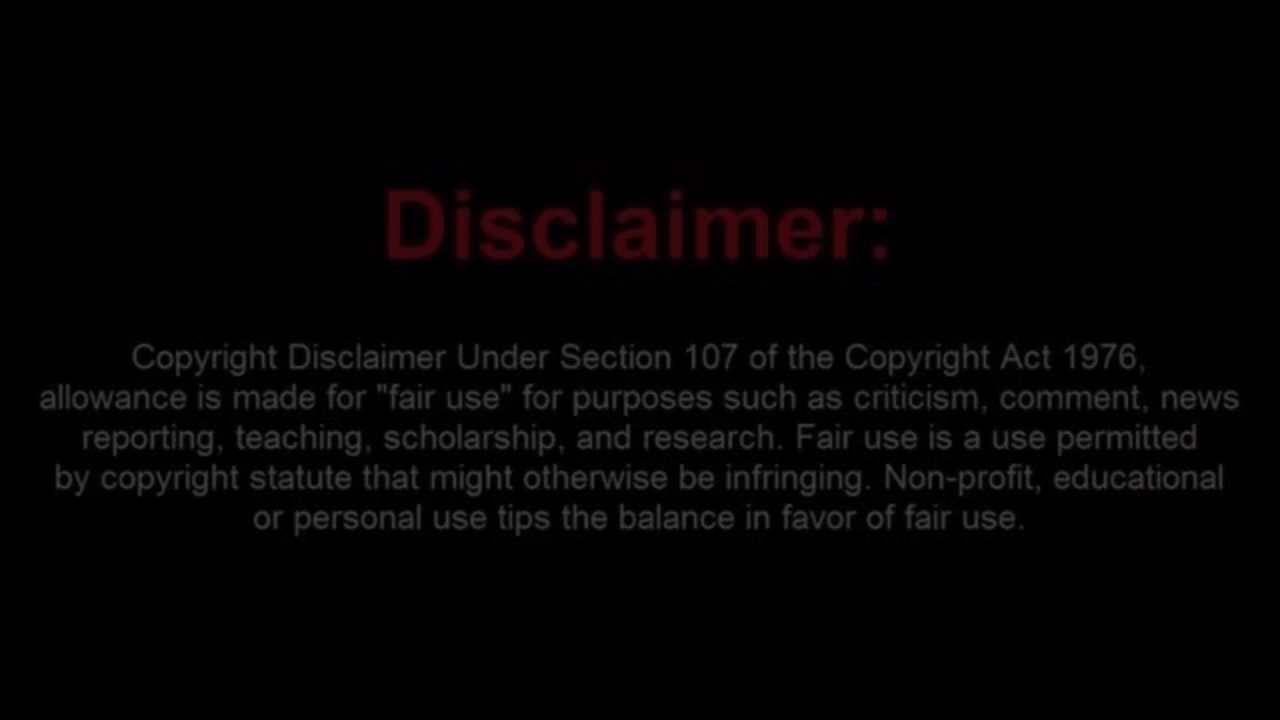 Disclaimer:
Copyright Disclaimer Under Section 107 of the Copyright Act 1976,
allowance is made for "fair use" for purposes such as criticism, comment, news
reporting, teaching, scholarship, and research. Fair use is a use permitted
by copyright statute that might otherwise be infringing. Non-profit, educational
or personal use tips the balance in favor of fair use.